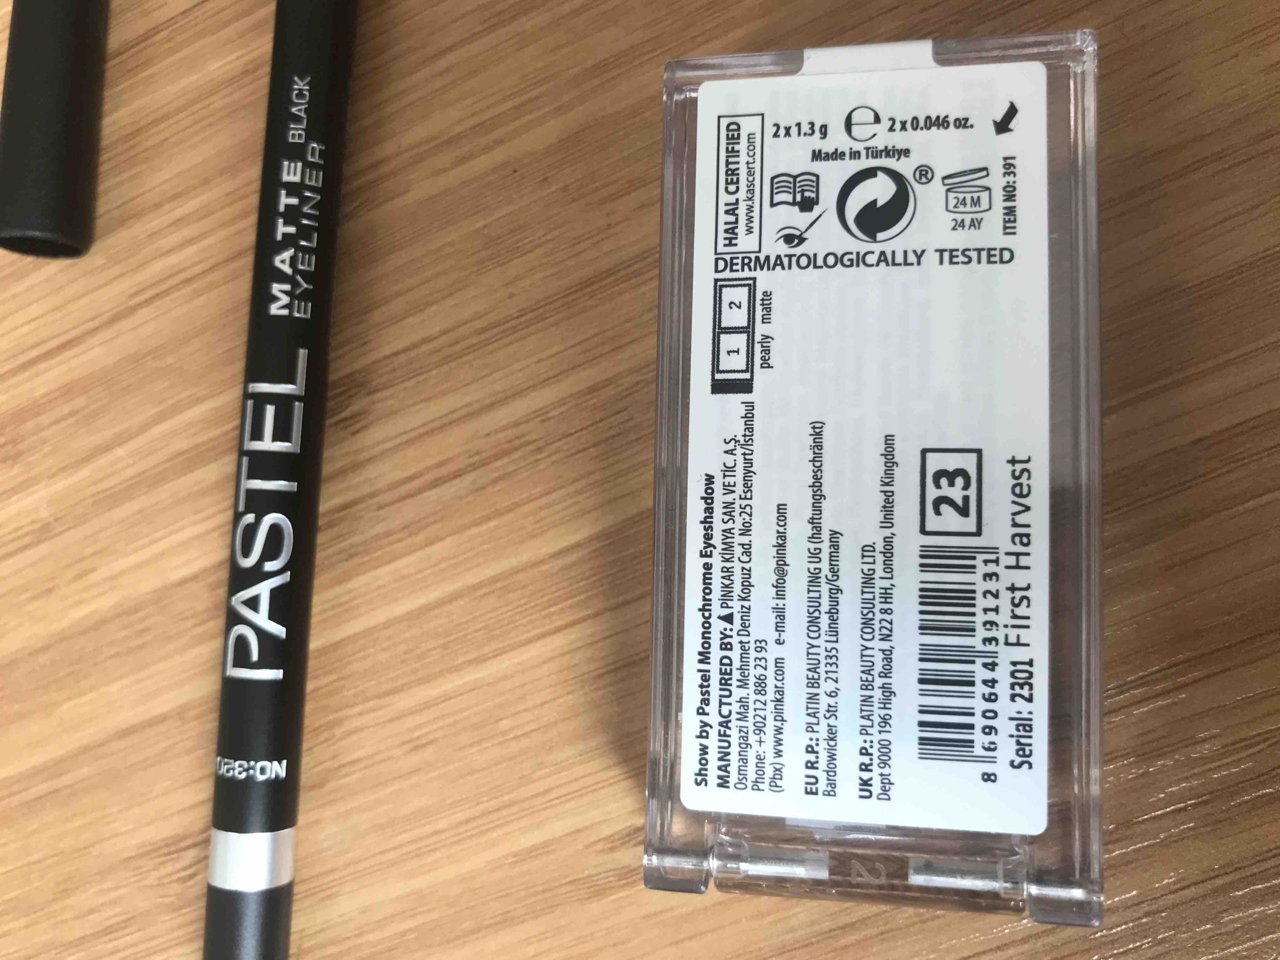 PASTEL
MATTE BLACK
EYELINER
NO:320
Show by Pastel Monochrome Eyeshadow
MANUFACTURED BY: PİNKAR KİMYA SAN. VE TİC. A.Ş.
Osmangazi Mah. Mehmet Deniz Kopuz Cad. No:25 Esenyurt/İstanbul
Phone: +90212 886 23 93
(Pbx) www.pinkar.com e-mail: info@pinkar.com
EU R.P.: PLATIN BEAUTY CONSULTING UG (haftungsbeschränkt)
Bardowicker Str. 6, 21335 Lüneburg/Germany
UK R.P.: PLATIN BEAUTY CONSULTING LTD.
Dept 9000 196 High Road, N22 8 HH, London, United Kingdom
23
8 690644 391231
Serial: 2301 First Harvest
1 2
pearly matte
HALAL CERTIFIED
www.kascert.com
2 x 1.3 g e 2 x 0.046 oz.
Made in Türkiye
®
24 M
24 AY
ITEM NO: 391
DERMATOLOGICALLY TESTED
2